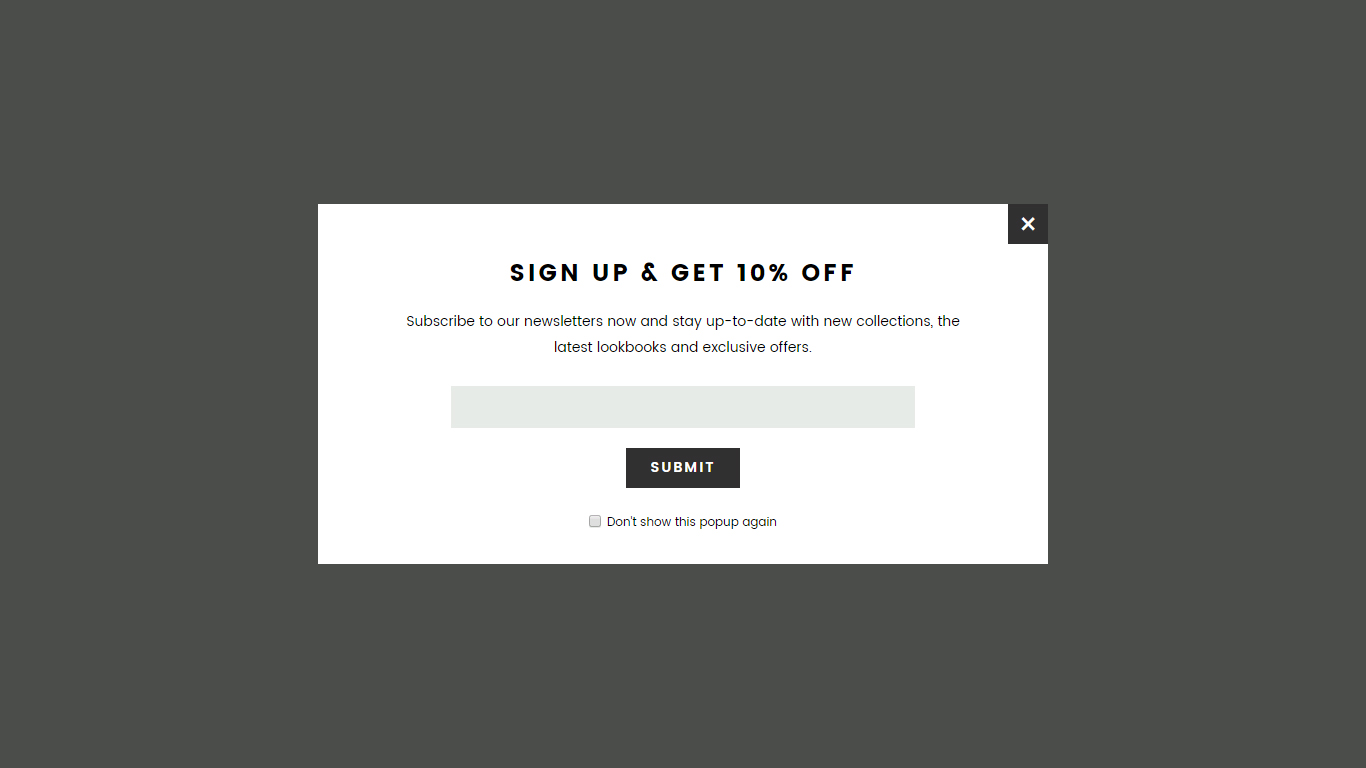 ×
SIGN UP & GET 10% OFF
Subscribe to our newsletters now and stay up-to-date with new collections, the
latest lookbooks and exclusive offers.
SUBMIT
Don't show this popup again